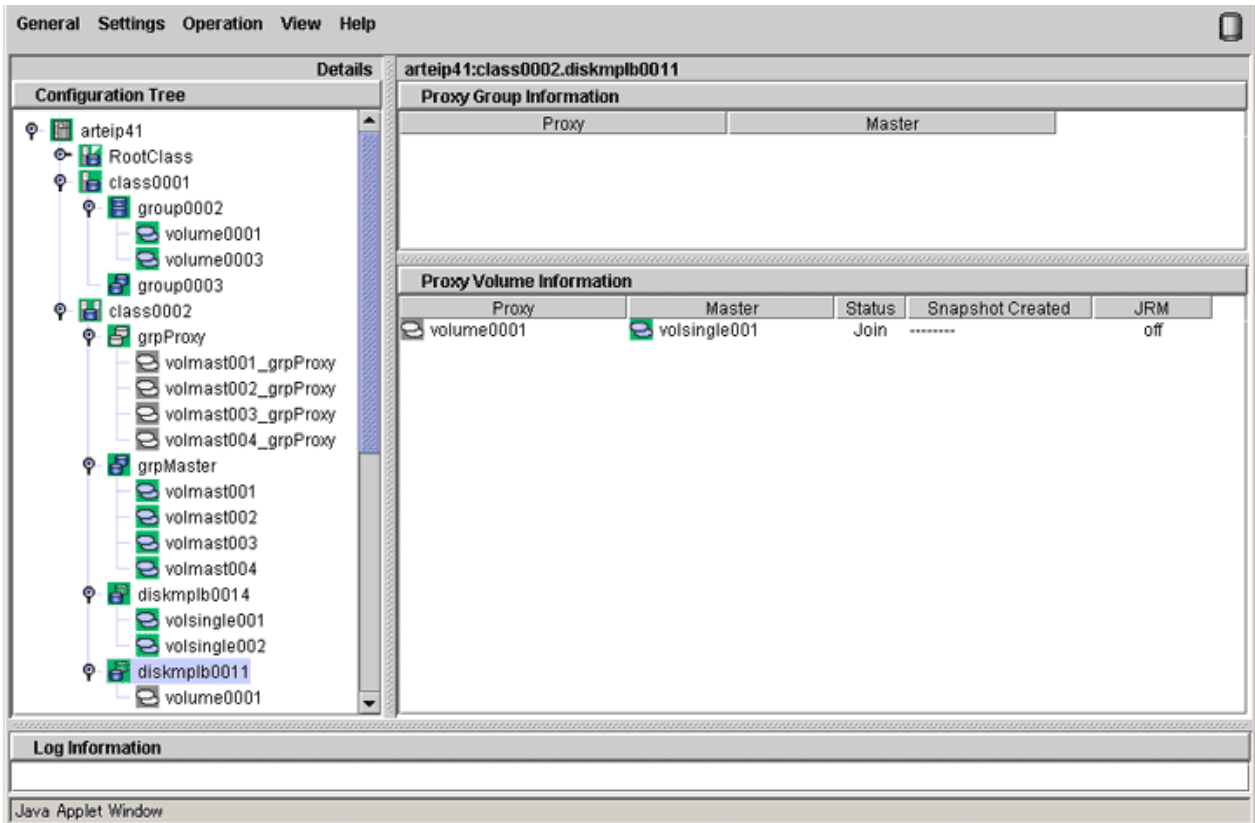 General Settings Operation View Help
Details
Configuration Tree
arteip41
RootClass
class0001
group0002
volume0001
volume0003
group0003
class0002
grpProxy
volmast001_grpProxy
volmast002_grpProxy
volmast003_grpProxy
volmast004_grpProxy
grpMaster
volmast001
volmast002
volmast003
volmast004
diskmplb0014
volsingle001
volsingle002
diskmplb0011
volume0001
arteip41:class0002.diskmplb0011
Proxy Group Information
Proxy Master
Proxy Volume Information
Proxy Master Status Snapshot Created JRM
volume0001 volsingle001 Join -------- off
Log Information
Java Applet Window